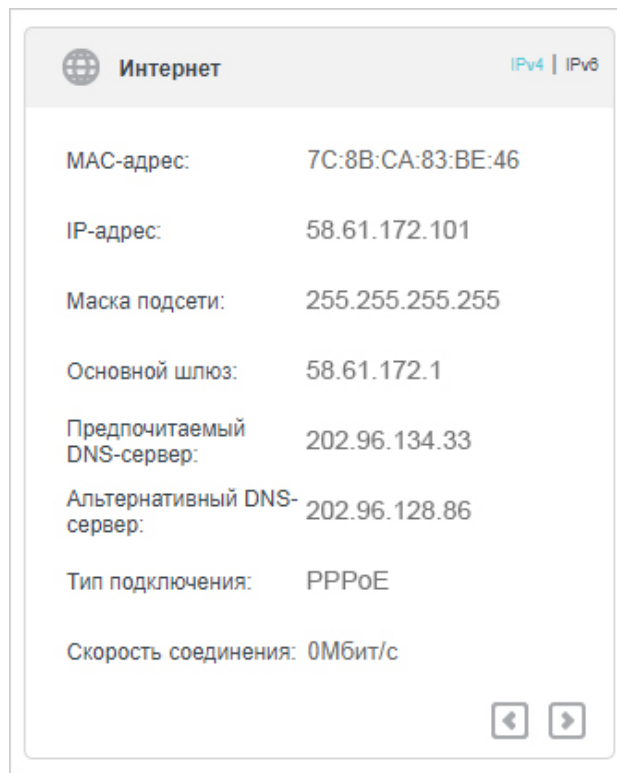 Интернет
IPv4 | IPv6
MAC-адрес: 7C:8B:CA:83:BE:46
IP-адрес: 58.61.172.101
Маска подсети: 255.255.255.255
Основной шлюз: 58.61.172.1
Предпочитаемый
DNS-сервер: 202.96.134.33
Альтернативный DNS-
сервер: 202.96.128.86
Тип подключения: PPPoE
Скорость соединения: 0Мбит/с